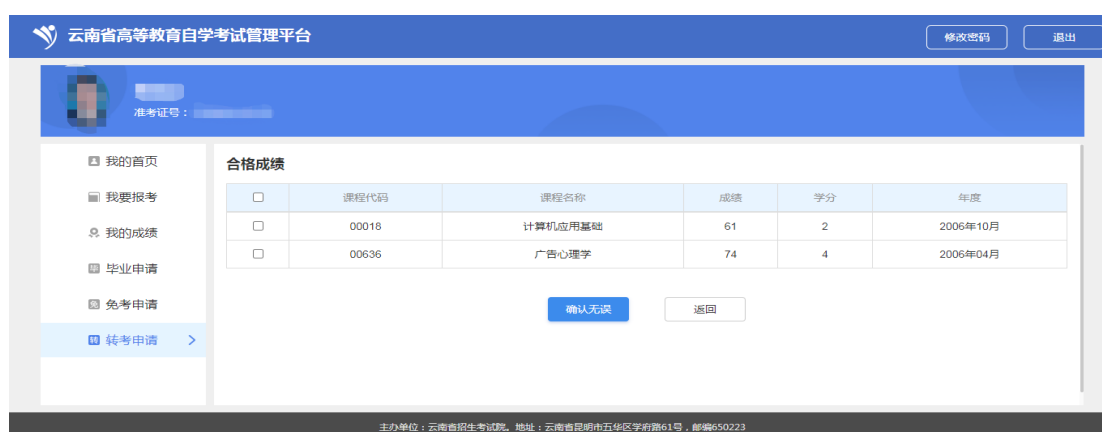 云南省高等教育自学考试管理平台 修改密码 退出
准考证号：
我的首页
我要报考
我的成绩
毕业申请
免考申请
转考申请
合格成绩
课程代码 课程名称 成绩 学分 年度
00018 计算机应用基础 61 2 2006年10月
00636 广告心理学 74 4 2006年04月
确认无误 返回
主办单位：云南省招生考试院。地址：云南省昆明市五华区学府路61号，邮编650223